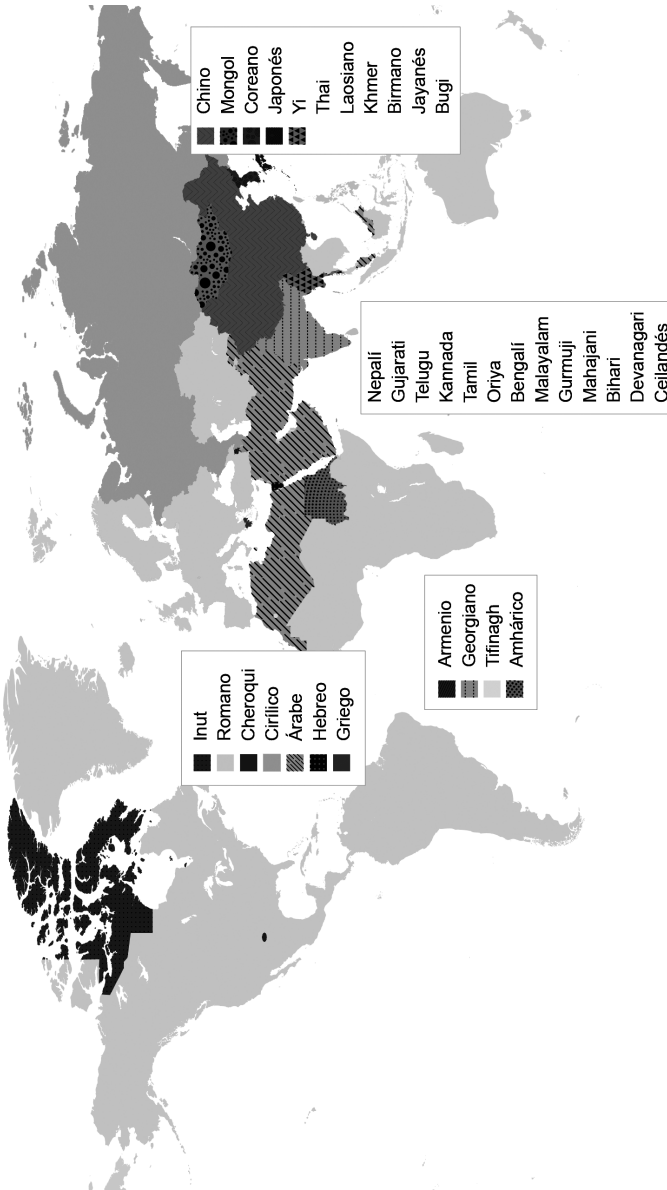 Inut
Romano
Cheroqui
Cirílico
Árabe
Hebreo
Griego
Armenio
Georgiano
Tifinagh
Amhárico
Nepalí
Gujarati
Telugu
Kannada
Tamil
Oriya
Bengalí
Malayalam
Gurmuji
Mahajani
Bihari
Devanagari
Ceilandés
Chino
Mongol
Coreano
Japonés
Yi
Thai
Laosiano
Khmer
Birmano
Jayanés
Bugi